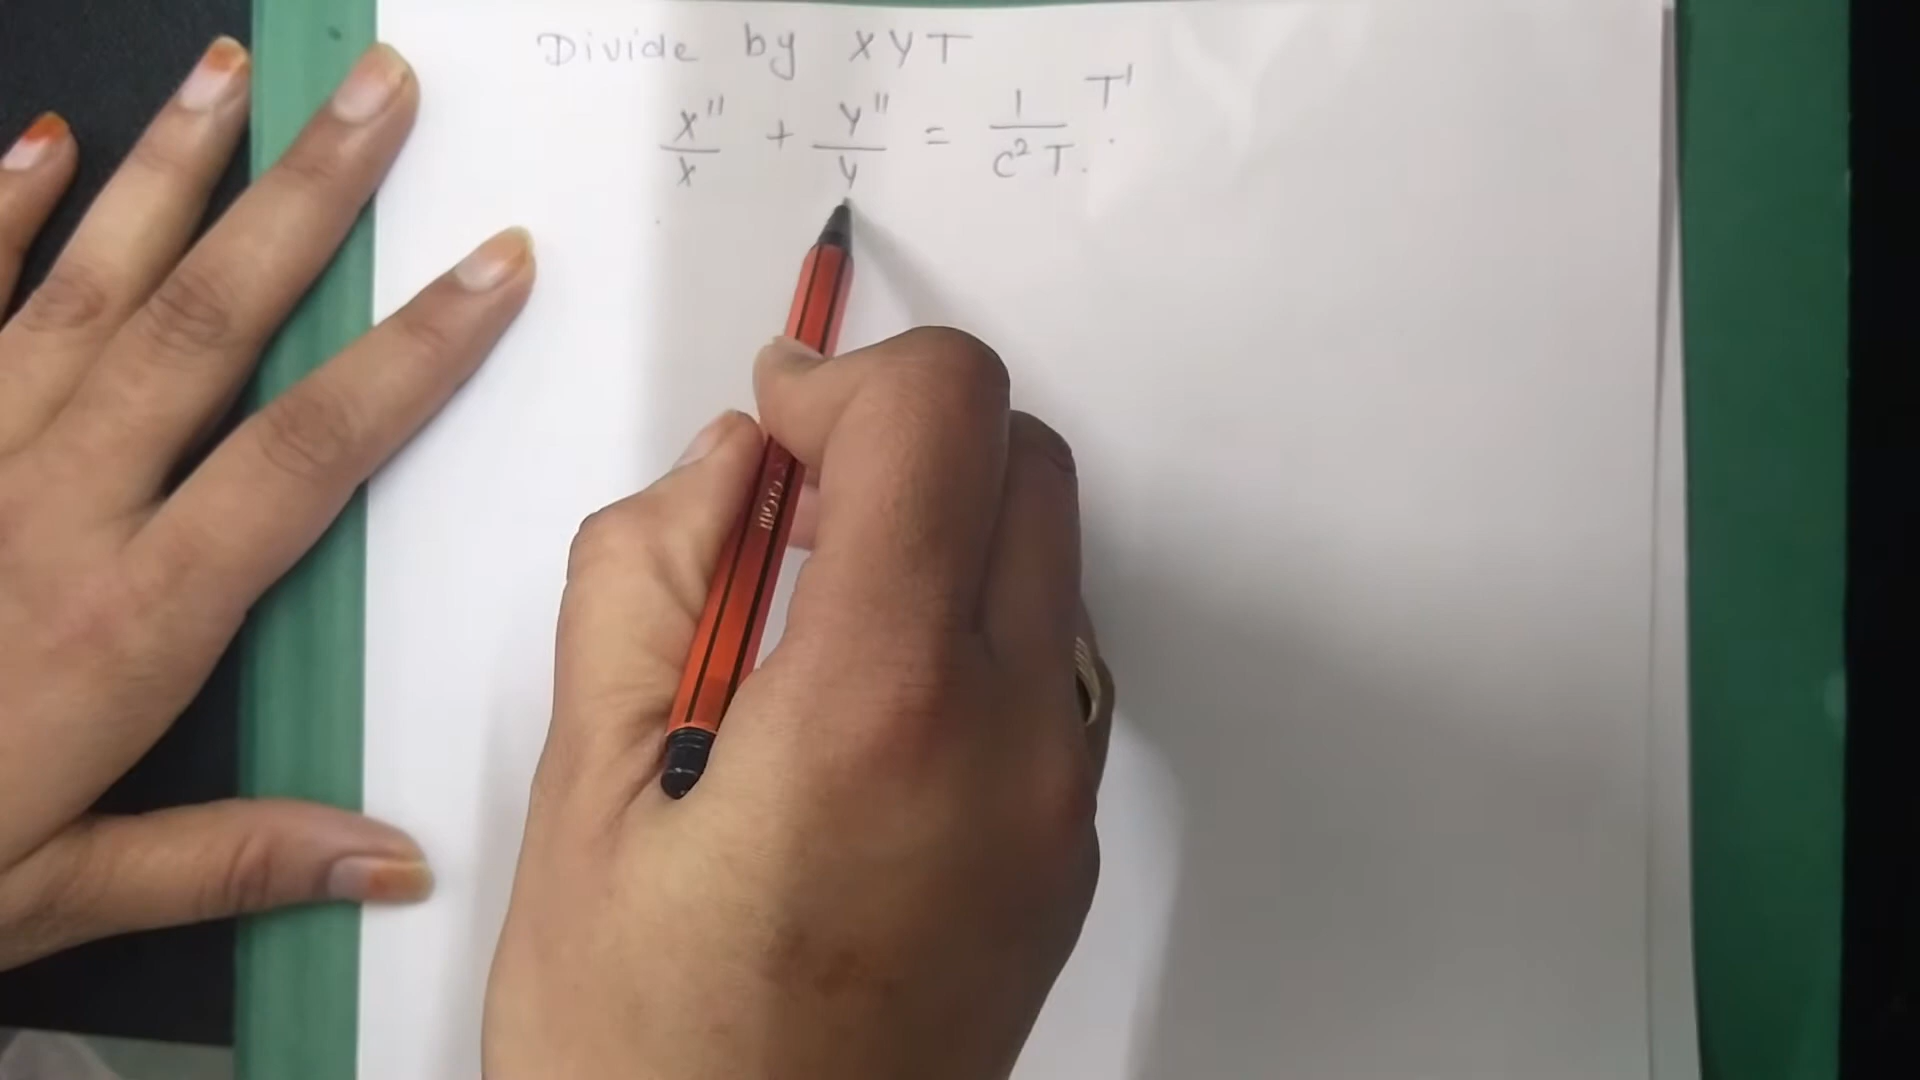 Divide by XYT
X''/X + Y''/Y = 1/C² T'/T.